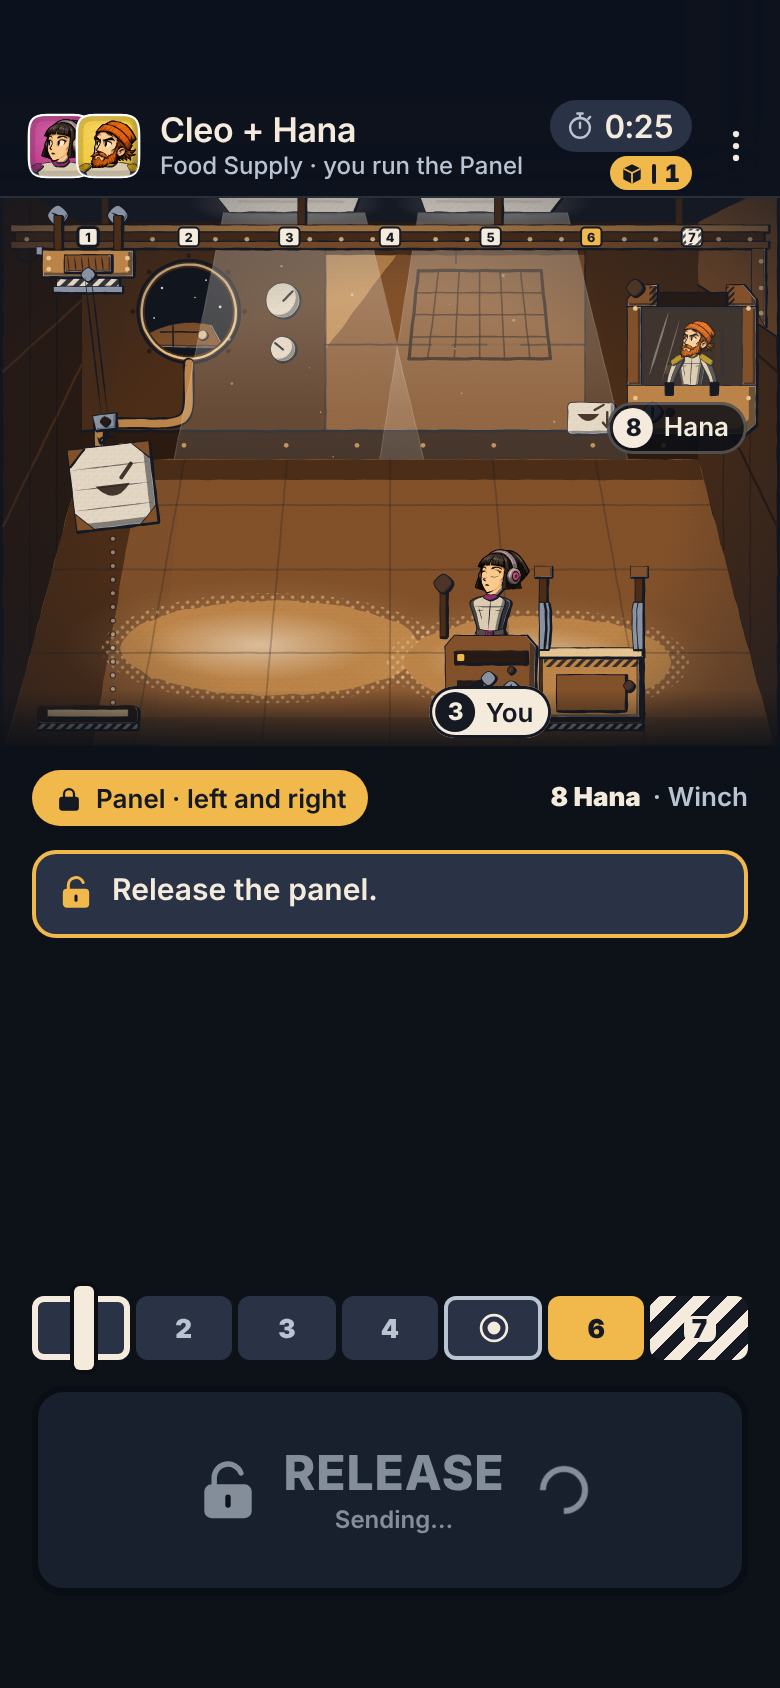 Cleo + Hana
Food Supply · you run the Panel
0:25
1
1 2 3 4 5 6 7
8 Hana
3 You
Panel · left and right
8 Hana · Winch
Release the panel.
2 3 4 6 7
RELEASE
Sending...